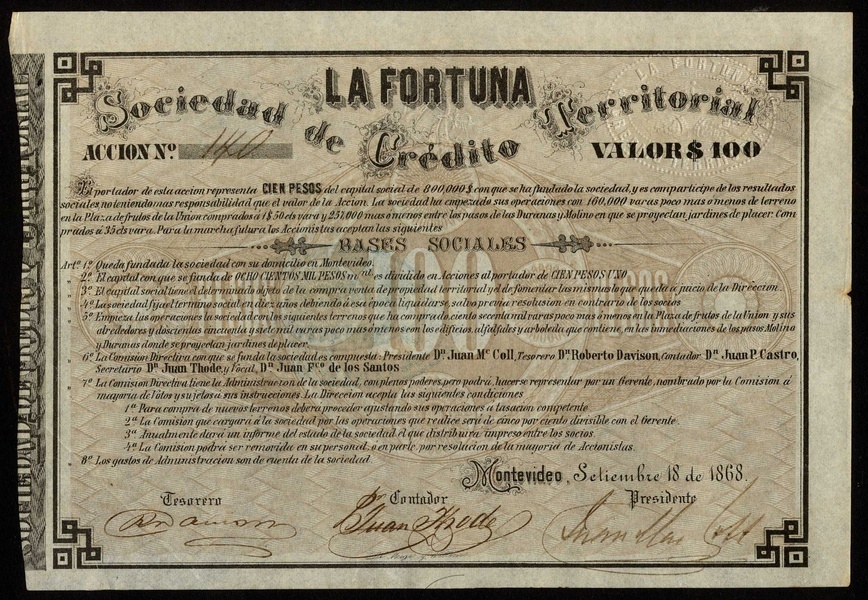 LA FORTUNA
Sociedad de Crédito Territorial
ACCION Nº. 140
VALOR $ 100
El portador de esta accion representa CIEN PESOS del capital social de 800,000 $ con que se ha fundado la sociedad, y es comparticipe de los resultados
sociales no teniendo mas responsabilidad que el valor de la Accion. La sociedad ha empezado sus operaciones con 160,000 varas poco mas ó menos de terreno
en la Plaza de frutos de la Union comprados á 1 $ 50 cts vara y 257,000 mas o menos entre los pasos de las Duranas y Molino en que se proyectan jardines de placer. Com
prados á 35 cts vara. Para la marcha futura los Accionistas aceptan las siguientes
BASES SOCIALES
Artº. 1º. Queda fundada la sociedad con su domicilio en Montevideo.
2º. El capital con que se funda de OCHO CIENTOS MIL PESOS m nal. es dividido en Acciones al portador de CIEN PESOS UNO
3º. El capital social tiene el determinado objeto de la compra venta de propiedad territorial y el de fomentar las mismas lo que queda a juicio de la Direccion.
4º. La sociedad fija el termino social en diez años debiendo á esa época liquidarse, salvo previa resolucion en contrario de los socios
5º. Empieza, las operaciones la sociedad con los siguientes terrenos que ha comprado ciento secenta mil varas poco mas ó menos en la Plaza de frutos de la Union y sus
alrededores y doscientas cincuenta y siete mil varas poco mas ó menos con los edificios, alfalfales y arboleda que contiene, en las inmediaciones de los pasos Molino
y Duranas donde se proyectan jardines de placer.
6º. La Comision Directiva con que se funda la sociedad es compuesta: Presidente Dn. Juan Mc Coll, Tesorero Dn. Roberto Davison, Contador Dn. Juan P. Castro,
Secretario Dn. Juan Thode, y Vocal, Dn. Juan Fco. de los Santos
7º. La Comision Directiva tiene la Administracion de la sociedad, con plenos poderes, pero podrá, hacerse representar por un Gerente, nombrado por la Comision á
mayoria de votos y sujeto á sus instrucciones. La Direccion acepta las siguientes condiciones
1ª. Para compra de nuevos terrenos deberá proceder ajustando sus operaciones a tasacion competente
2ª. La Comision que cargará a la sociedad por las operaciones que realice será de cinco por ciento divisible con el Gerente.
3ª. Anualmente dará un informe del estado de la sociedad el que distribuira impreso entre los socios.
4ª. La Comision podrá ser removida en su personal, o en parte, por resolucion de la mayoria de Accionistas.
8º. Los gastos de Administracion son de cuenta de la sociedad.
Montevideo, Setiembre 18 de 1868.
Tesorero
Contador
Presidente
Juan Thode
Juan Mac Coll
100
LA FORTUNA